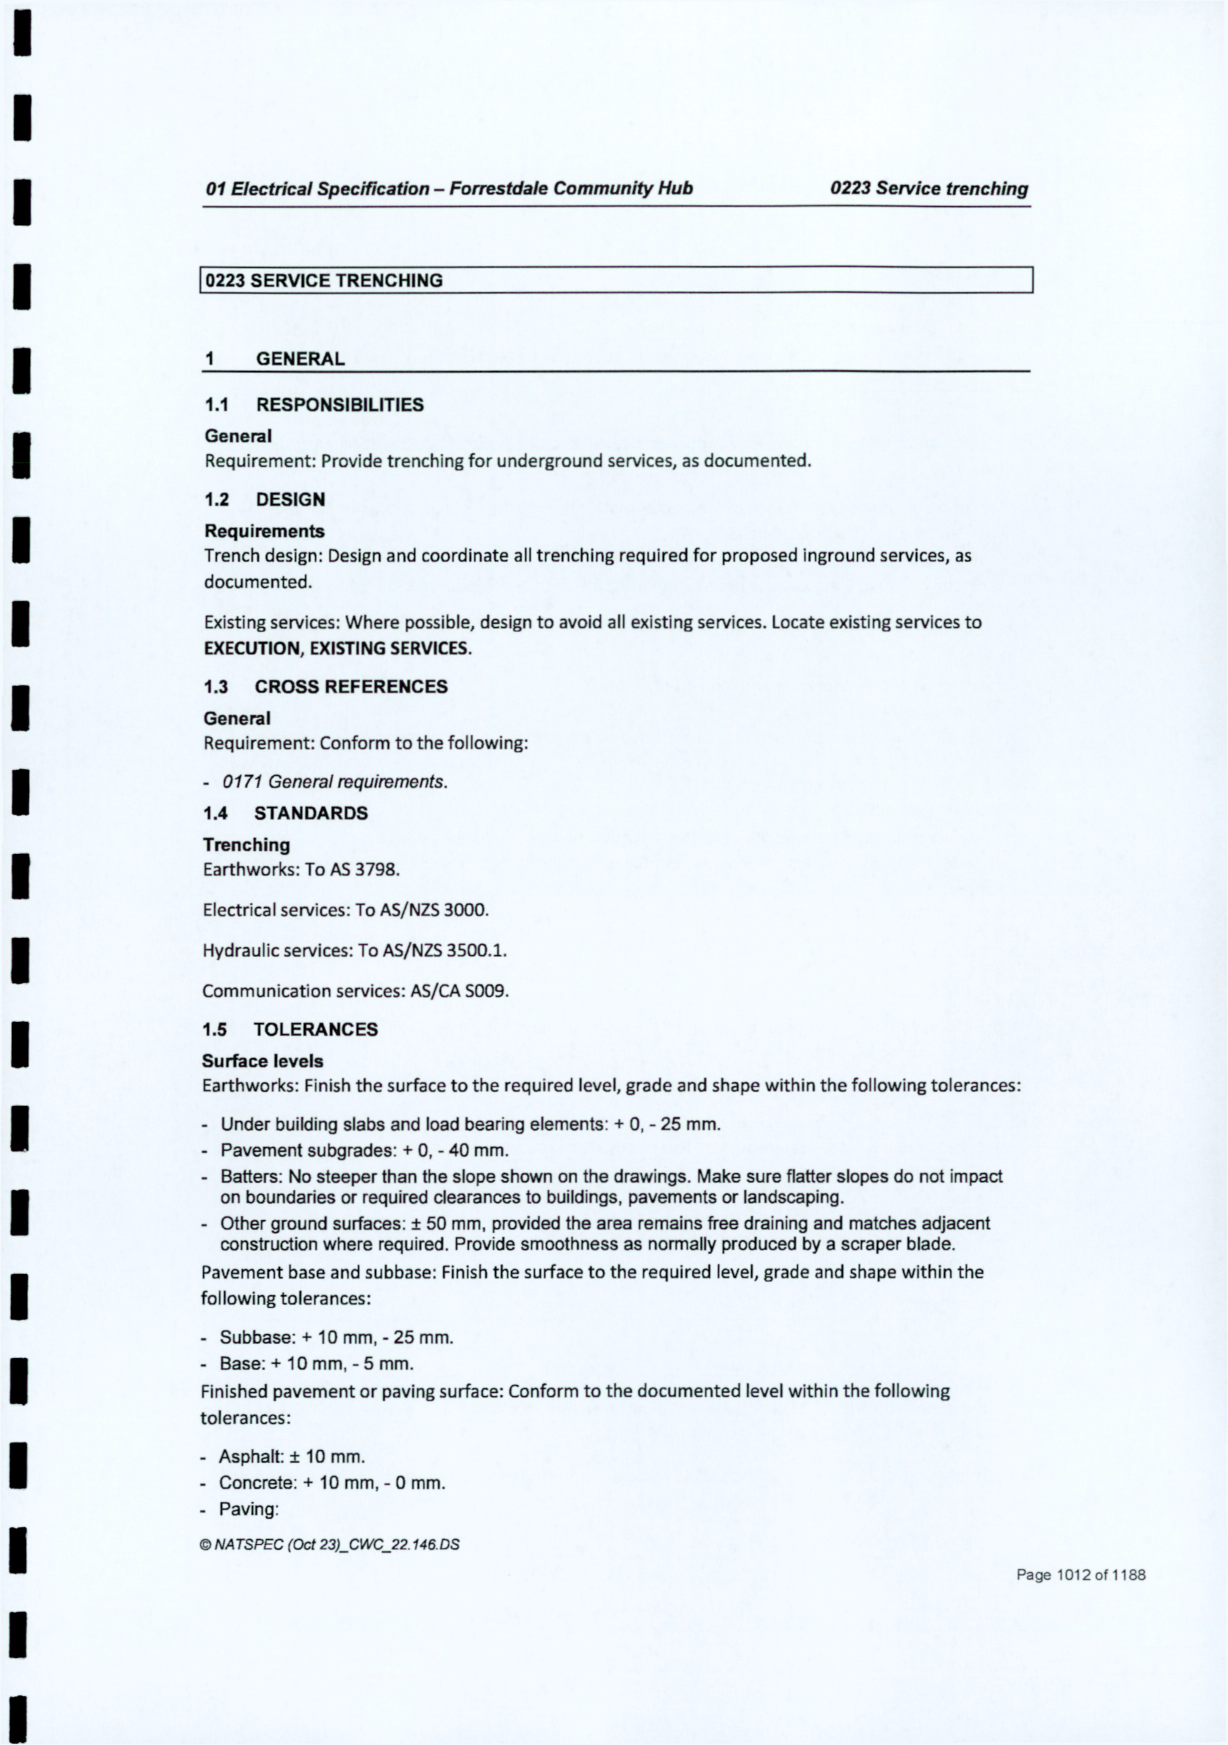 01 Electrical Specification – Forrestdale Community Hub 0223 Service trenching
0223 SERVICE TRENCHING
1 GENERAL
1.1 RESPONSIBILITIES
General
Requirement: Provide trenching for underground services, as documented.
1.2 DESIGN
Requirements
Trench design: Design and coordinate all trenching required for proposed inground services, as
documented.
Existing services: Where possible, design to avoid all existing services. Locate existing services to
EXECUTION, EXISTING SERVICES.
1.3 CROSS REFERENCES
General
Requirement: Conform to the following:
- 0171 General requirements.
1.4 STANDARDS
Trenching
Earthworks: To AS 3798.
Electrical services: To AS/NZS 3000.
Hydraulic services: To AS/NZS 3500.1.
Communication services: AS/CA S009.
1.5 TOLERANCES
Surface levels
Earthworks: Finish the surface to the required level, grade and shape within the following tolerances:
- Under building slabs and load bearing elements: + 0, - 25 mm.
- Pavement subgrades: + 0, - 40 mm.
- Batters: No steeper than the slope shown on the drawings. Make sure flatter slopes do not impact
on boundaries or required clearances to buildings, pavements or landscaping.
- Other ground surfaces: ± 50 mm, provided the area remains free draining and matches adjacent
construction where required. Provide smoothness as normally produced by a scraper blade.
Pavement base and subbase: Finish the surface to the required level, grade and shape within the
following tolerances:
- Subbase: + 10 mm, - 25 mm.
- Base: + 10 mm, - 5 mm.
Finished pavement or paving surface: Conform to the documented level within the following
tolerances:
- Asphalt: ± 10 mm.
- Concrete: + 10 mm, - 0 mm.
- Paving:
© NATSPEC (Oct 23)_CWC_22.146.DS
Page 1012 of 1188